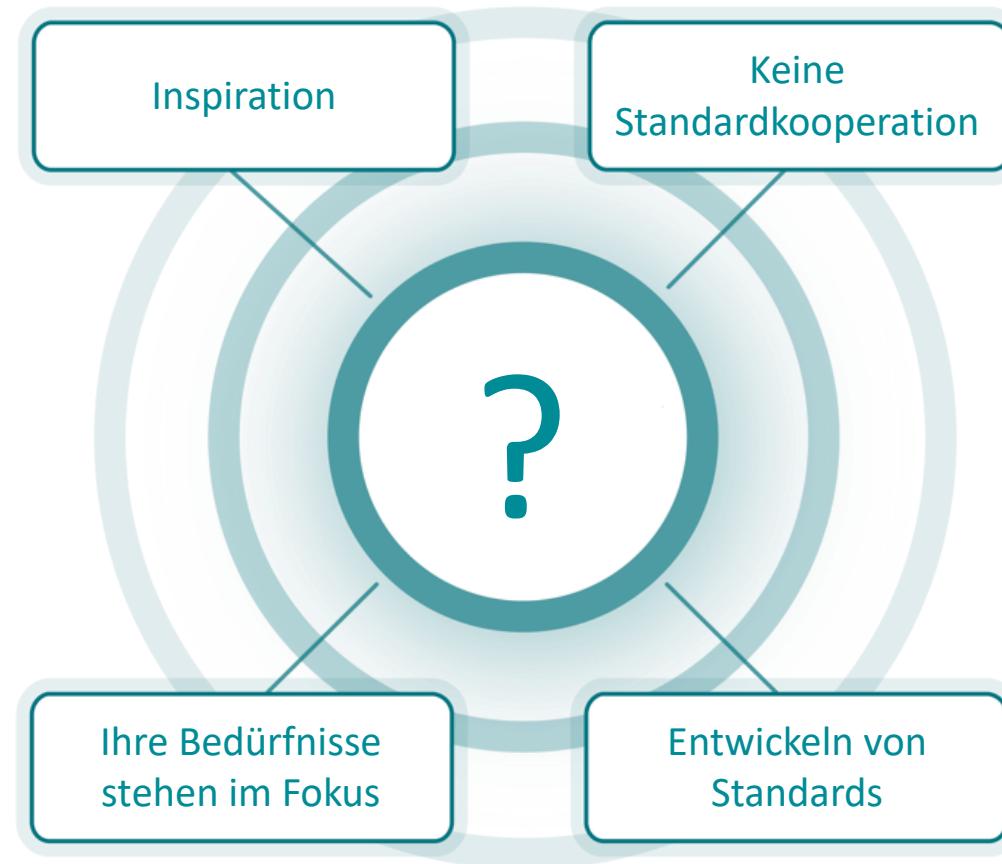 Inspiration
Keine
Standardkooperation
?
Ihre Bedürfnisse
stehen im Fokus
Entwickeln von
Standards